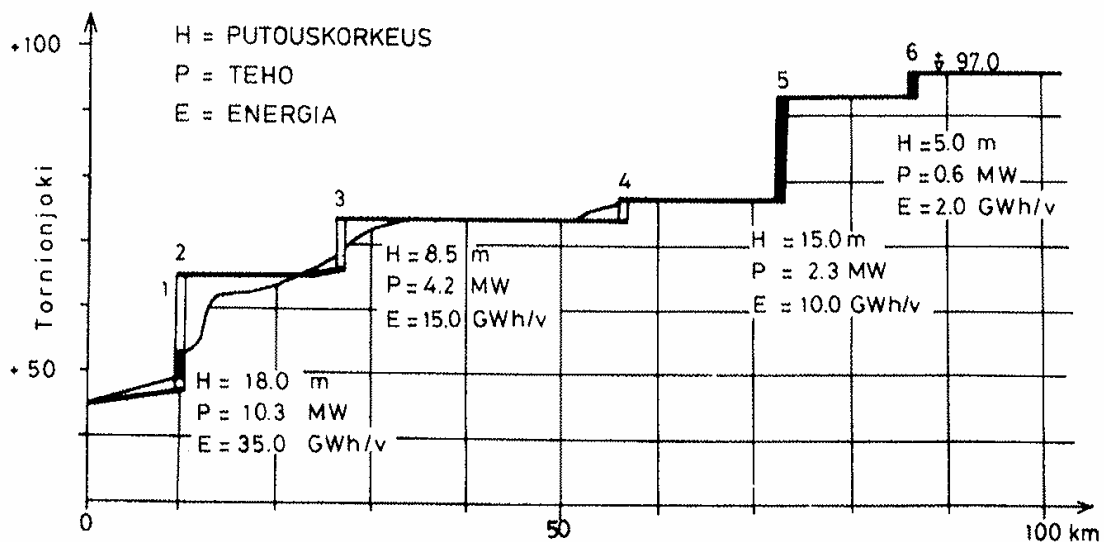 +100
H = PUTOUSKORKEUS
P = TEHO
E = ENERGIA
6
+ 97.0
5
H = 5.0 m
P = 0.6 MW
E = 2.0 GWh/v
4
3
H = 15.0 m
P = 2.3 MW
E = 10.0 GWh/v
H = 8.5 m
P = 4.2 MW
E = 15.0 GWh/v
2
1
Tornionjoki
+50
H = 18.0 m
P = 10.3 MW
E = 35.0 GWh/v
0
50
100 km